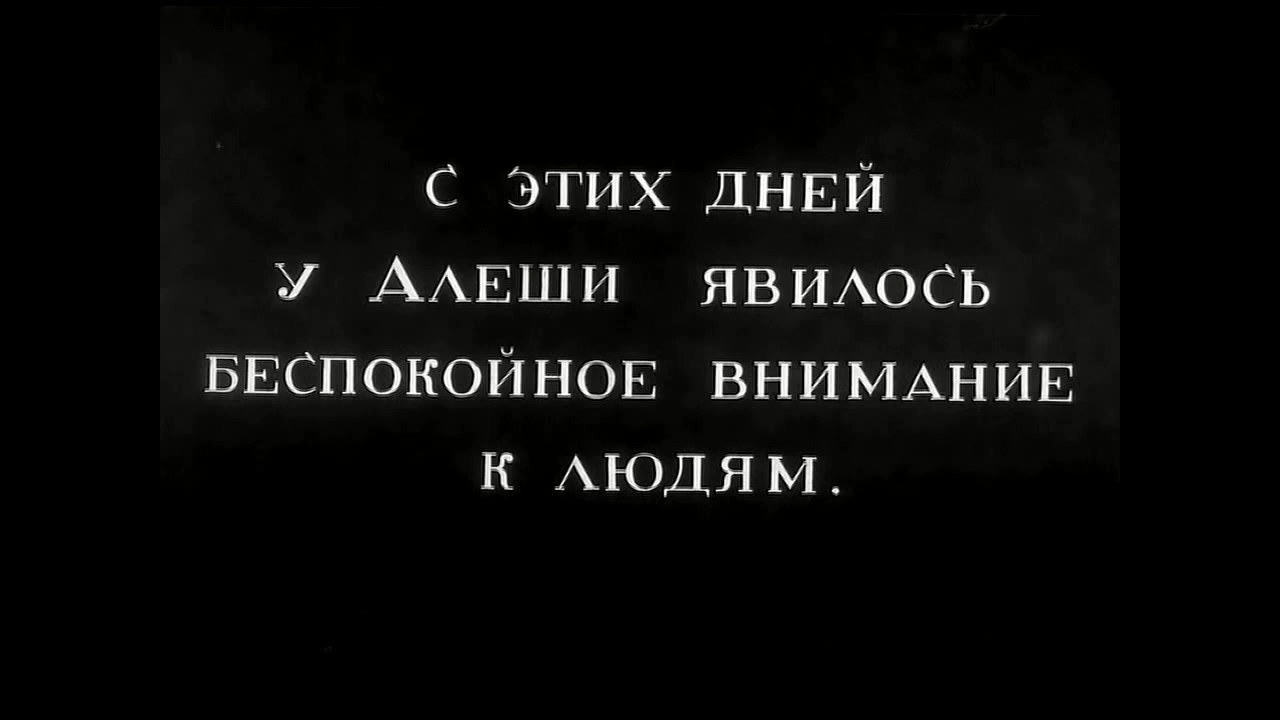 С ЭТИХ ДНЕЙ
У АЛЕШИ ЯВИЛОСЬ
БЕСПОКОЙНОЕ ВНИМАНИЕ
К ЛЮДЯМ.